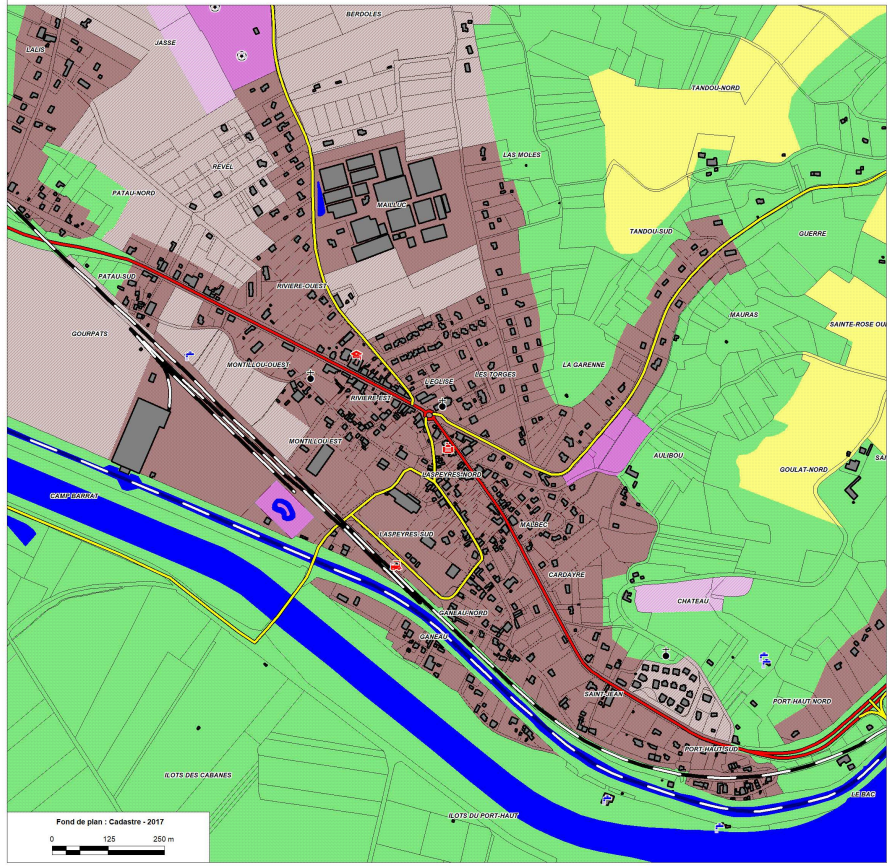 BERDOLES
JASSE
LALIS
TANDOU-NORD
LAS MOLES
REVEL
PATAU-NORD
MAILLUC
TANDOU-SUD
GUERRE
PATAU-SUD
RIVIERE-OUEST
MAURAS
SAINTE-ROSE OU
GOURPATS
MONTILLOU-OUEST
LA GARENNE
LES TORGES
L'EGLISE
RIVIERE-EST
MONTILLOU-EST
AULIBOU
SA
GOULAT-NORD
LASPEYRES-NORD
CAMP BARRAT
MALBEC
LASPEYRES-SUD
CARDAYRE
CHATEAU
GANEAU-NORD
GANEAU
SAINT-JEAN
PORT-HAUT NORD
PORT-HAUT-SUD
ILOTS DES CABANES
LE BAC
ILOTS DU PORT-HAUT
Fond de plan : Cadastre - 2017
0 125 250 m